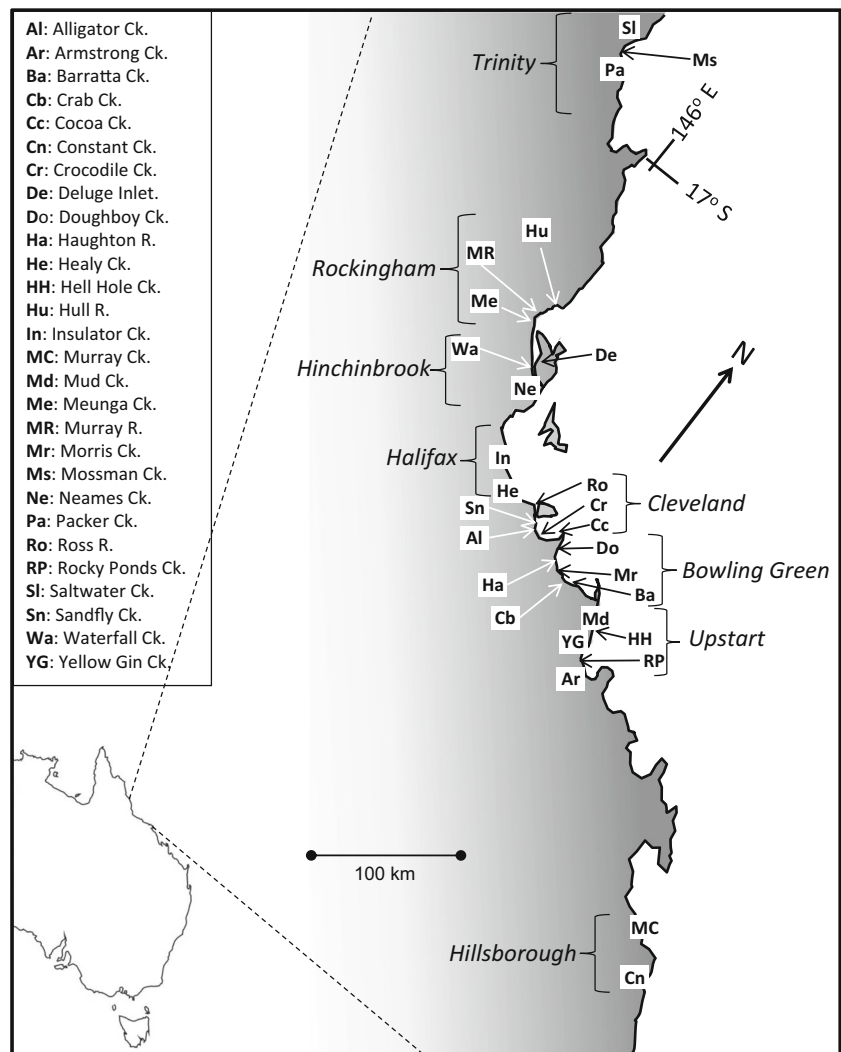 Al: Alligator Ck.
Ar: Armstrong Ck.
Ba: Barratta Ck.
Cb: Crab Ck.
Cc: Cocoa Ck.
Cn: Constant Ck.
Cr: Crocodile Ck.
De: Deluge Inlet.
Do: Doughboy Ck.
Ha: Haughton R.
He: Healy Ck.
HH: Hell Hole Ck.
Hu: Hull R.
In: Insulator Ck.
MC: Murray Ck.
Md: Mud Ck.
Me: Meunga Ck.
MR: Murray R.
Mr: Morris Ck.
Ms: Mossman Ck.
Ne: Neames Ck.
Pa: Packer Ck.
Ro: Ross R.
RP: Rocky Ponds Ck.
Sl: Saltwater Ck.
Sn: Sandfly Ck.
Wa: Waterfall Ck.
YG: Yellow Gin Ck.
Trinity
Sl
Ms
Pa
146° E
17° S
Rockingham
Hu
MR
Me
Hinchinbrook
Wa
De
Ne
N
Halifax
In
He
Ro
Cr
Cc
Cleveland
Sn
Al
Do
Mr
Ba
Bowling Green
Ha
Cb
Md
YG
HH
RP
Ar
Upstart
100 km
Hillsborough
MC
Cn